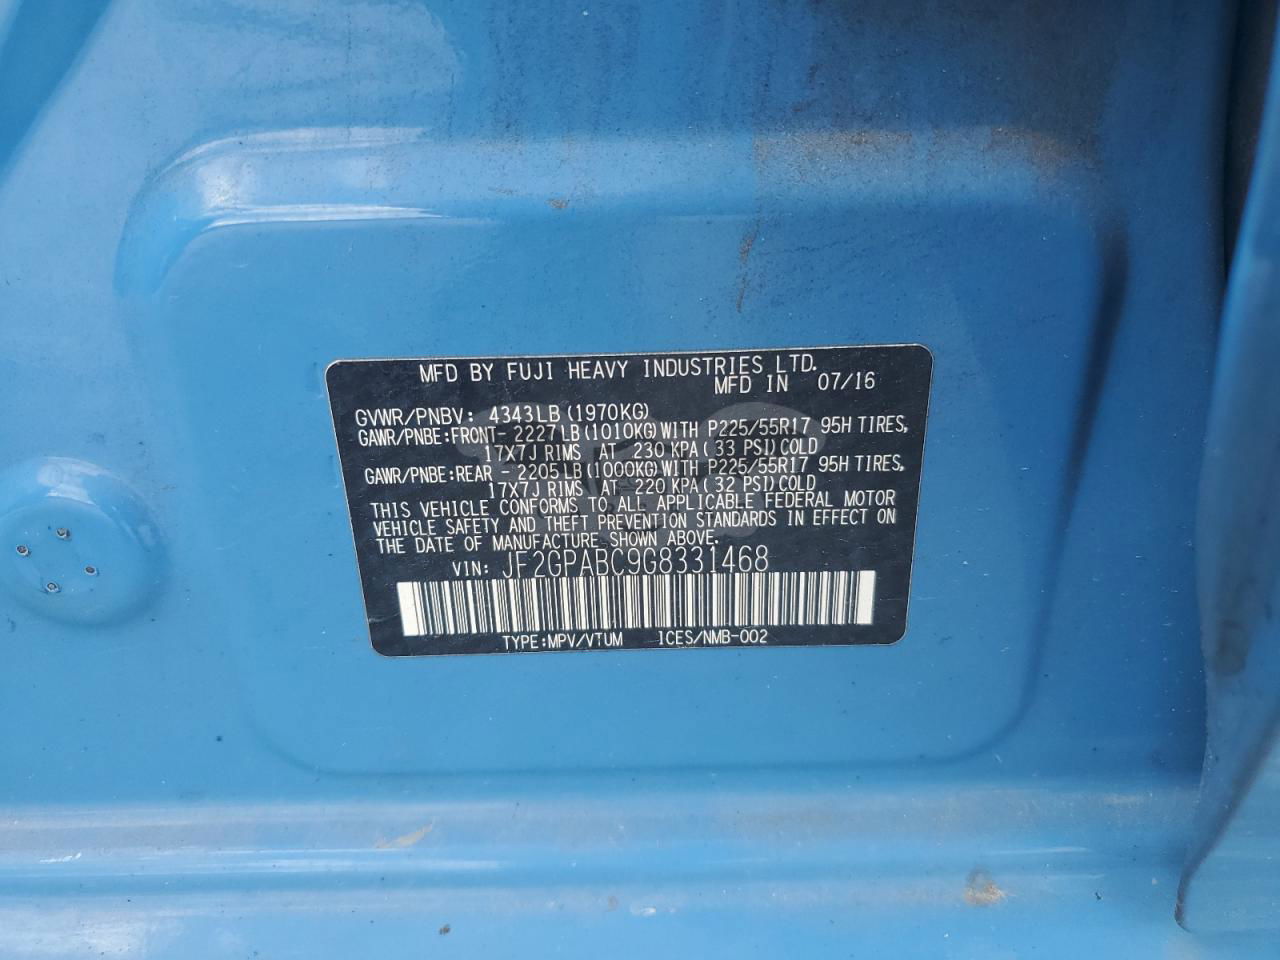 MFD BY FUJI HEAVY INDUSTRIES LTD.
MFD IN 07/16
GVWR/PNBV: 4343LB(1970KG)
GAWR/PNBE:FRONT-2227LB(1010KG)WITH P225/55R17 95H TIRES,
17X7J RIMS AT 230 KPA(33 PSI)COLD
GAWR/PNBE:REAR -2205LB(1000KG)WITH P225/55R17 95H TIRES,
17X7J RIMS AT 220 KPA(32 PSI)COLD
THIS VEHICLE CONFORMS TO ALL APPLICABLE FEDERAL MOTOR
VEHICLE SAFETY AND THEFT PREVENTION STANDARDS IN EFFECT ON
THE DATE OF MANUFACTURE SHOWN ABOVE.
VIN: JF2GPABC9G8331468
TYPE:MPV/VTUM ICES/NMB-002